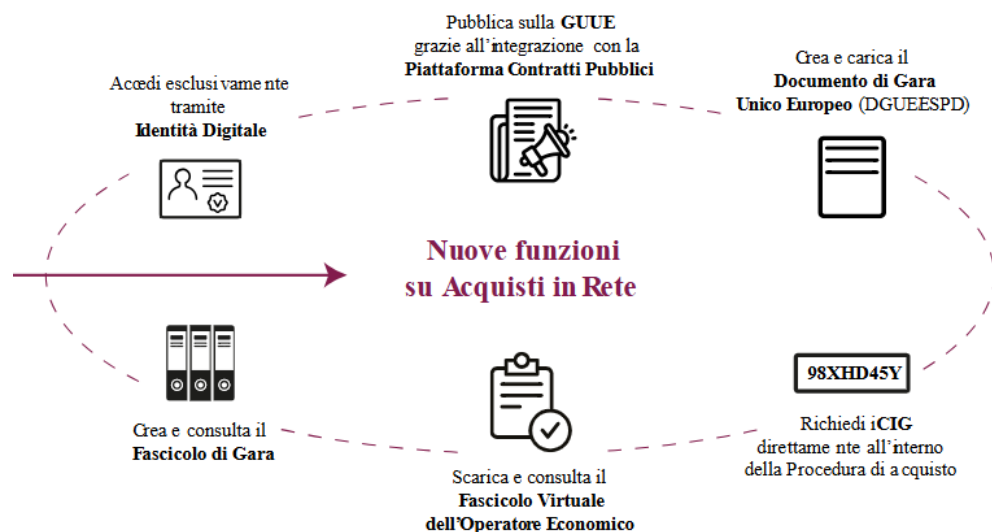 Accedi esclusivamente
tramite
Identità Digitale
Pubblica sulla GUUE
grazie all'integrazione con la
Piattaforma Contratti Pubblici
Crea e carica il
Documento di Gara
Unico Europeo (DGUEESPD)
Nuove funzioni
su Acquisti in Rete
98XHD45Y
Richiedi iCIG
direttamente all'interno
della Procedura di acquisto
Scarica e consulta il
Fascicolo Virtuale
dell'Operatore Economico
Crea e consulta il
Fascicolo di Gara